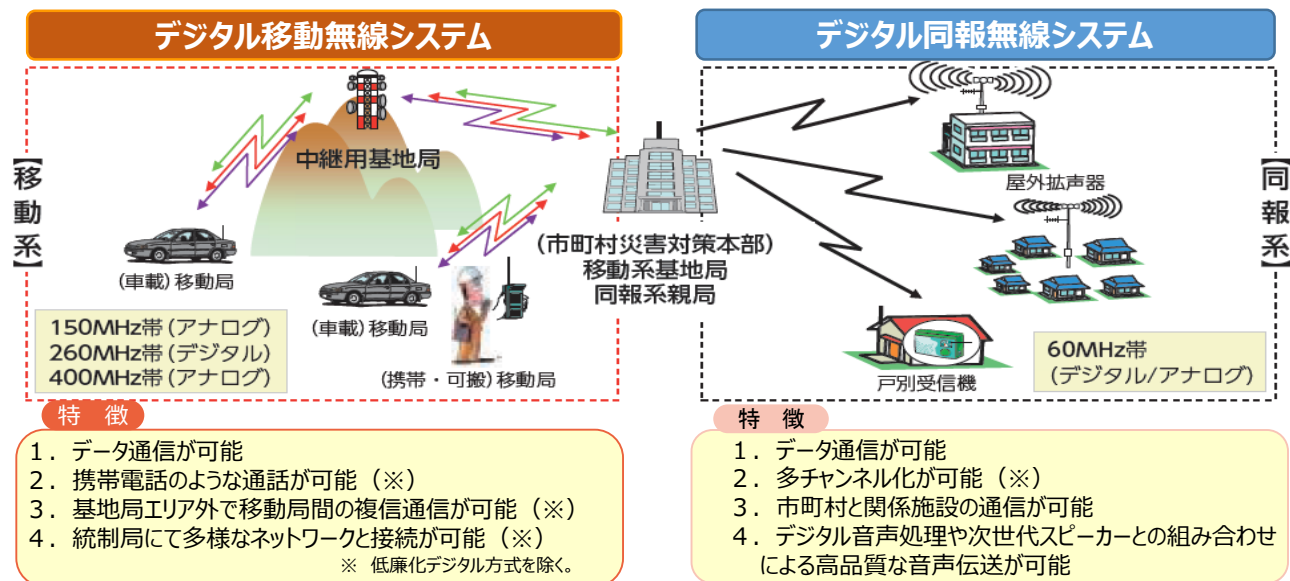 デジタル移動無線システム
【移動系】
中継用基地局
(車載)移動局
(車載)移動局
(携帯・可搬)移動局
150MHz帯(アナログ)
260MHz帯(デジタル)
400MHz帯(アナログ)
(市町村災害対策本部)
移動系基地局
同報系親局
特 徴
1. データ通信が可能
2. 携帯電話のような通話が可能(※)
3. 基地局エリア外で移動局間の複信通信が可能(※)
4. 統制局にて多様なネットワークと接続が可能(※)
※ 低廉化デジタル方式を除く。
デジタル同報無線システム
【同報系】
屋外拡声器
戸別受信機
60MHz帯
(デジタル/アナログ)
特 徴
1. データ通信が可能
2. 多チャンネル化が可能(※)
3. 市町村と関係施設の通信が可能
4. デジタル音声処理や次世代スピーカーとの組み合わせ
による高品質な音声伝送が可能